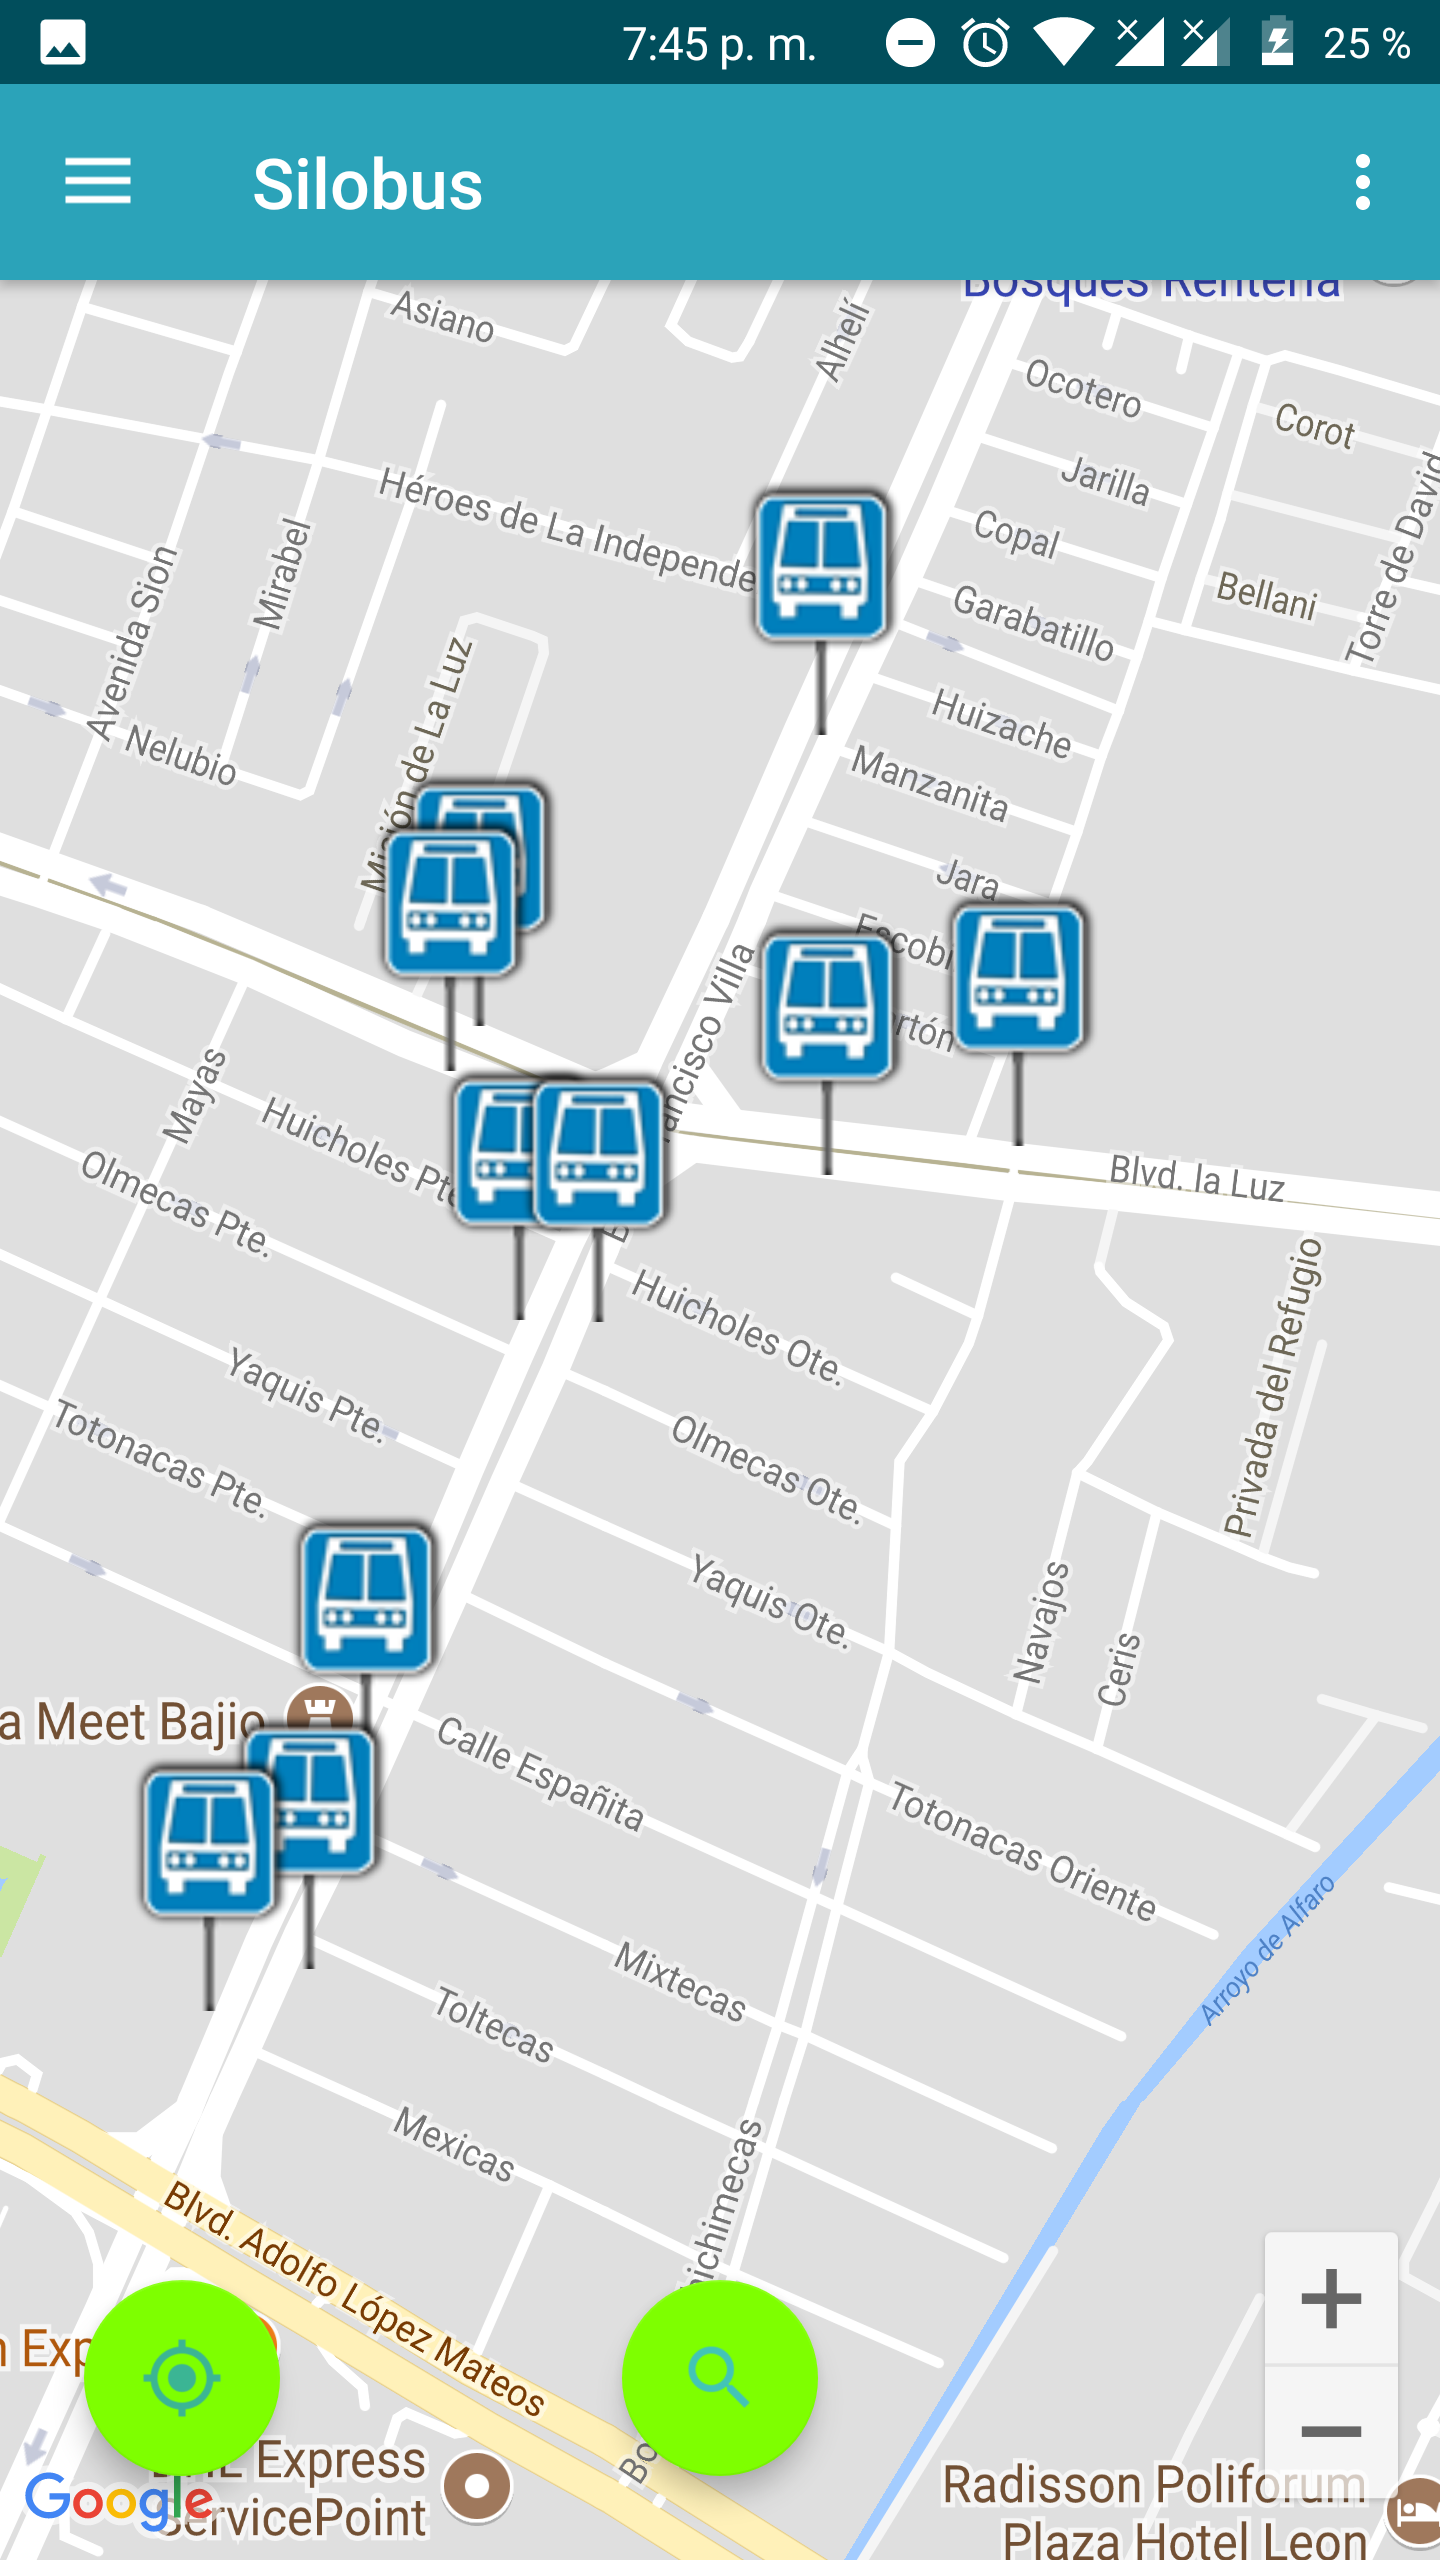 7:45 p. m.
25 %
Silobus
Bosques Rentería
Asiano
Alhelí
Ocotero
Corot
Jarilla
Héroes de La Independe
Copal
Torre de David
Mirabel
Avenida Sion
Bellani
Garabatillo
Misión de La Luz
Huizache
Nelubio
Manzanita
Jara
Escobi
rtón
ancisco Villa
Mayas
Huicholes Pte
Blvd. la Luz
Olmecas Pte.
Huicholes Ote.
Privada del Refugio
Yaquis Pte.
Totonacas Pte.
Olmecas Ote.
Yaquis Ote.
Navajos
Ceris
a Meet Bajio
Calle Españita
Totonacas Oriente
Arroyo de Alfaro
Mixtecas
Toltecas
Mexicas
ichimecas
Blvd. Adolfo López Mateos
n Exp
Bo
Express
ServicePoint
Google
Radisson Poliforum
Plaza Hotel Leon